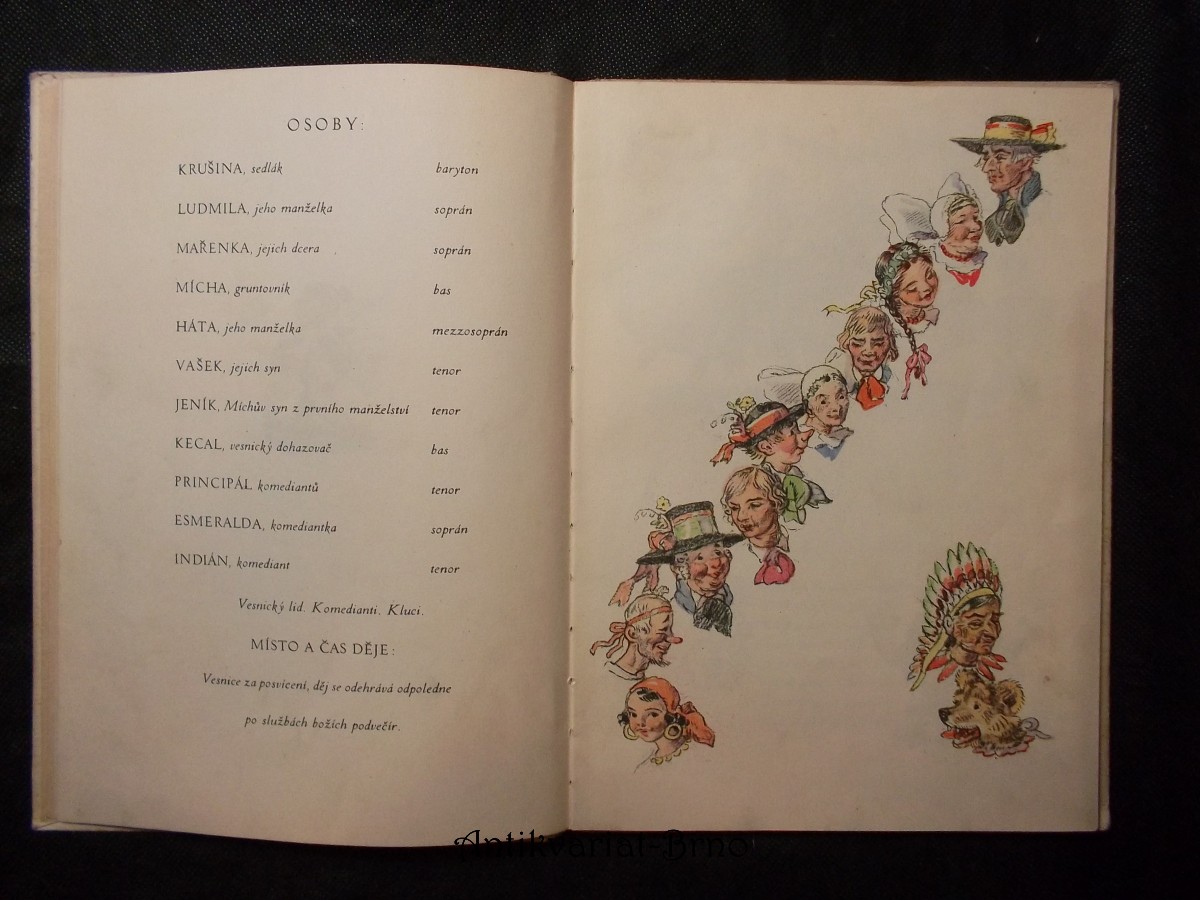 OSOBY:
KRUŠINA, sedlák baryton
LUDMILA, jeho manželka soprán
MAŘENKA, jejich dcera soprán
MÍCHA, gruntovník bas
HÁTA, jeho manželka mezzosoprán
VAŠEK, jejich syn tenor
JENÍK, Míchův syn z prvního manželství tenor
KECAL, vesnický dohazovač bas
PRINCIPÁL komediantů tenor
ESMERALDA, komediantka soprán
INDIÁN, komediant tenor
Vesnický lid. Komedianti. Kluci.
MÍSTO A ČAS DĚJE:
Vesnice za posvícení, děj se odehrává odpoledne
po službách božích podvečír.
Antikvariat-Brno